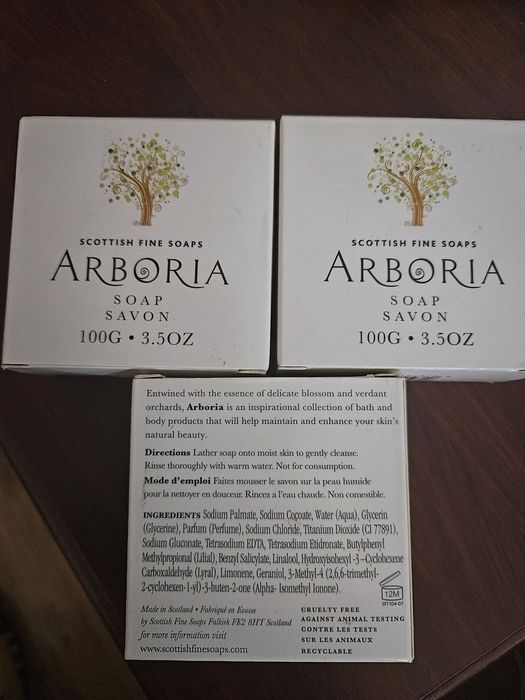 SCOTTISH FINE SOAPS
ARBORIA
SOAP
SAVON
100G • 3.5OZ
SCOTTISH FINE SOAPS
ARBORIA
SOAP
SAVON
100G • 3.5OZ
Entwined with the essence of delicate blossom and verdant
orchards, Arboria is an inspirational collection of bath and
body products that will help maintain and enhance your skin's
natural beauty.
Directions Lather soap onto moist skin to gently cleanse.
Rinse thoroughly with warm water. Not for consumption.
Mode d'emploi Faites mousser le savon sur la peau humide
pour la nettoyer en douceur. Rincez a l'eau chaude. Non comestible.
INGREDIENTS Sodium Palmate, Sodium Cocoate, Water (Aqua), Glycerin
(Glycerine), Parfum (Perfume), Sodium Chloride, Titanium Dioxide (CI 77891),
Sodium Gluconate, Tetrasodium EDTA, Tetrasodium Etidronate, Butylphenyl
Methylpropional (Lilial), Benzyl Salicylate, Linalool, Hydroxyisohexyl -3 -Cyclohexene
Carboxaldehyde (Lyral), Limonene, Geraniol, 3-Methyl-4 (2,6,6-trimethyl-
2-cyclohexen-1-yl)-3-buten-2-one (Alpha- Isomethyl Ionone).
12M
SF1104-07
Made in Scotland • Fabriqué en Ecosse
by Scottish Fine Soaps Falkirk FK2 8HT Scotland
for more information visit
www.scottishfinesoaps.com
CRUELTY FREE
AGAINST ANIMAL TESTING
CONTRE LES TESTS
SUR LES ANIMAUX
RECYCLABLE